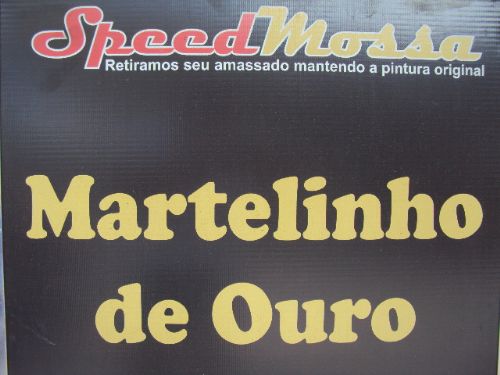 SpeedMossa
Retiramos seu amassado mantendo a pintura original
Martelinho
de Ouro